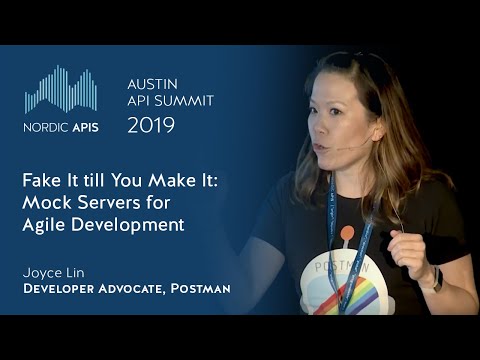 AUSTIN
API SUMMIT
2019
NORDIC APIS
Fake It till You Make It:
Mock Servers for
Agile Development
Joyce Lin
DEVELOPER ADVOCATE, POSTMAN
POSTMAN